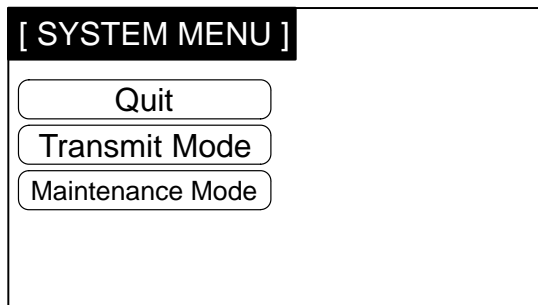 [ SYSTEM MENU ]
Quit
Transmit Mode
Maintenance Mode